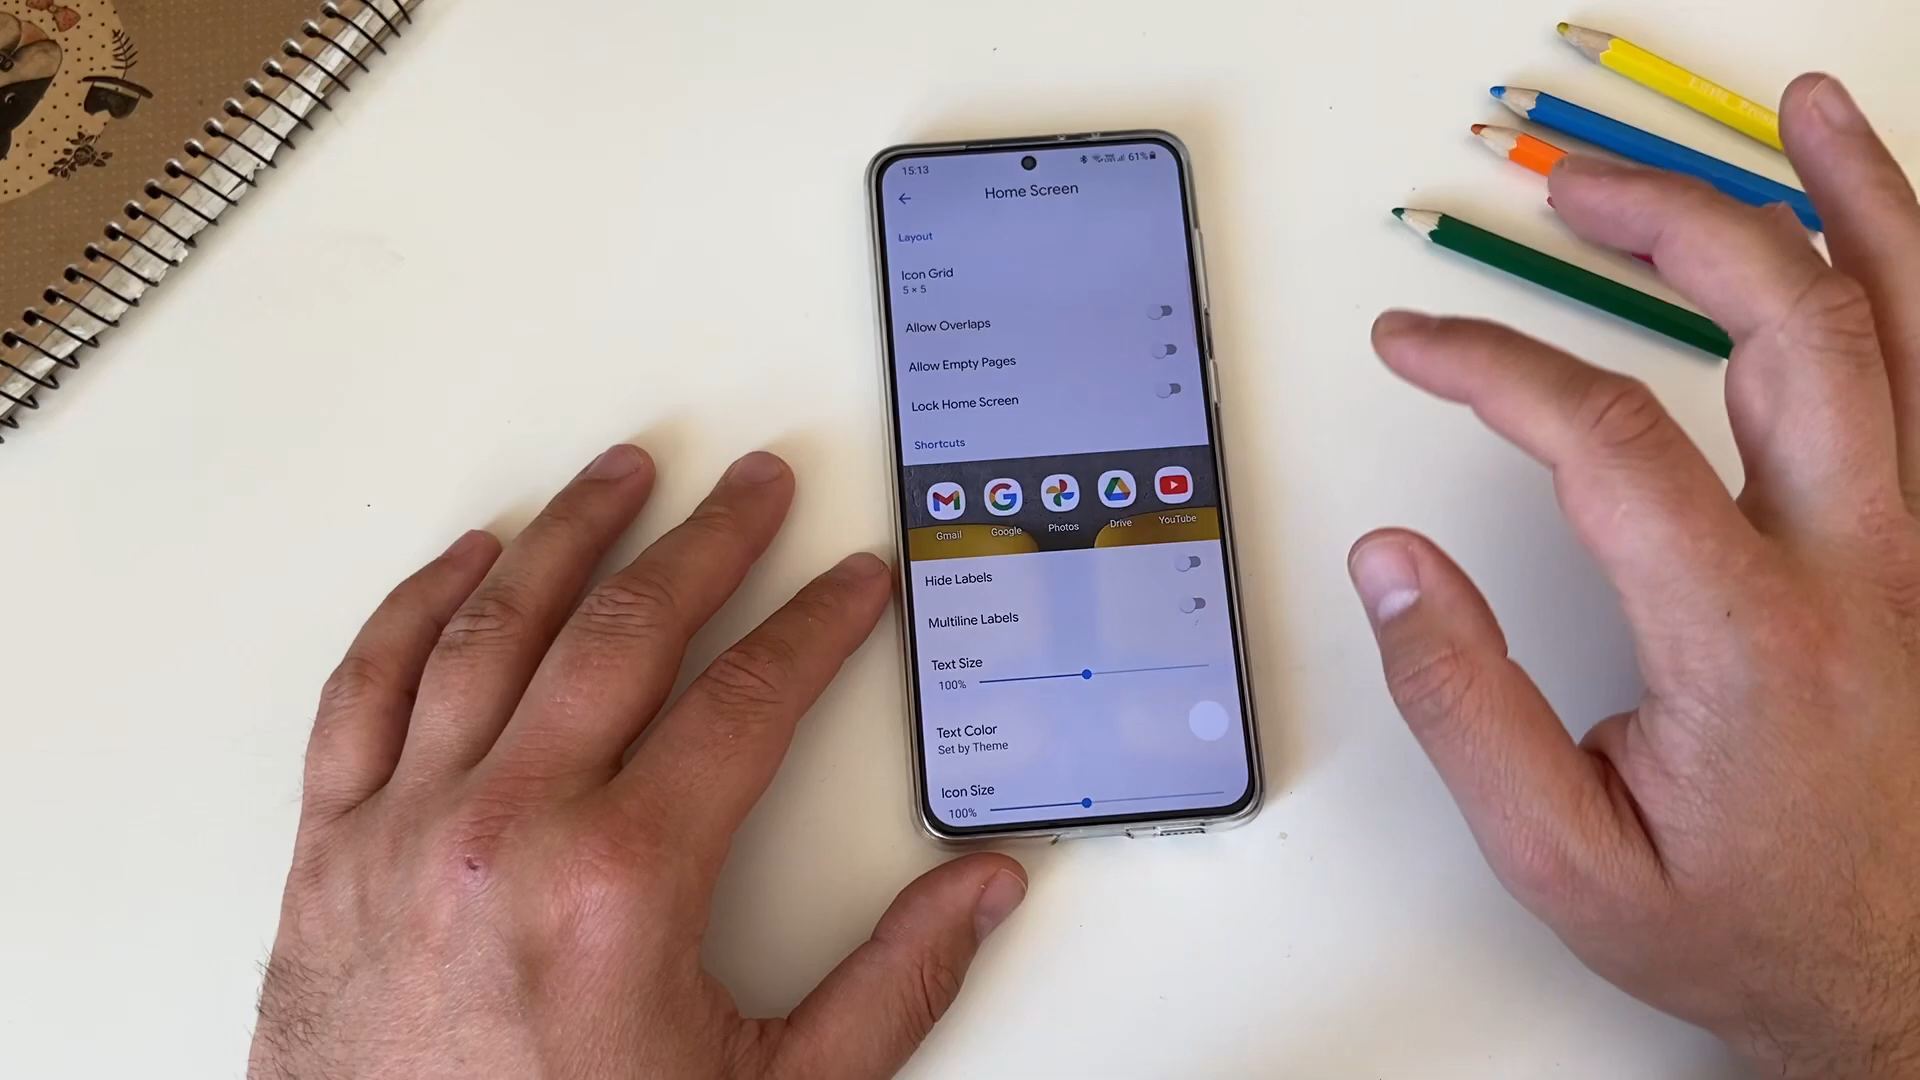 15:13
61%
Home Screen
Layout
Icon Grid
5 × 5
Allow Overlaps
Allow Empty Pages
Lock Home Screen
Shortcuts
Gmail
Google
Photos
Drive
YouTube
Hide Labels
Multiline Labels
Text Size
100%
Text Color
Set by Theme
Icon Size
100%